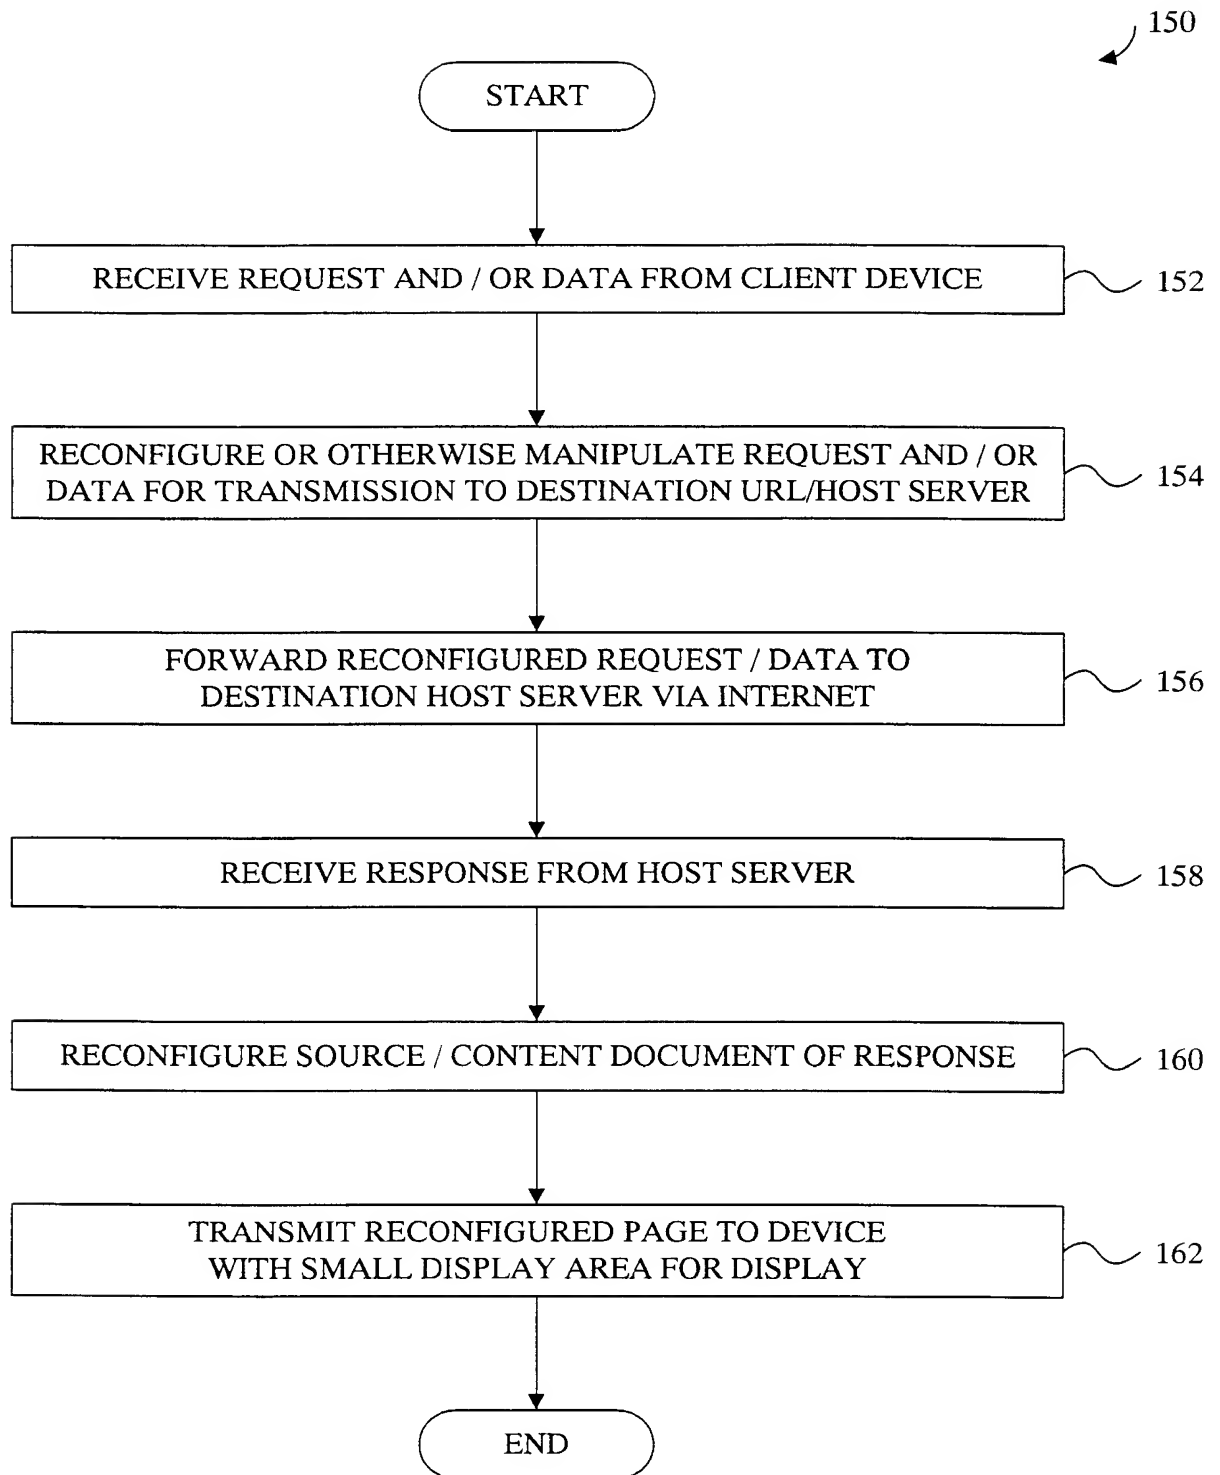 150
START
RECEIVE REQUEST AND / OR DATA FROM CLIENT DEVICE
152
RECONFIGURE OR OTHERWISE MANIPULATE REQUEST AND / OR
DATA FOR TRANSMISSION TO DESTINATION URL/HOST SERVER
154
FORWARD RECONFIGURED REQUEST / DATA TO
DESTINATION HOST SERVER VIA INTERNET
156
RECEIVE RESPONSE FROM HOST SERVER
158
RECONFIGURE SOURCE / CONTENT DOCUMENT OF RESPONSE
160
TRANSMIT RECONFIGURED PAGE TO DEVICE
WITH SMALL DISPLAY AREA FOR DISPLAY
162
END